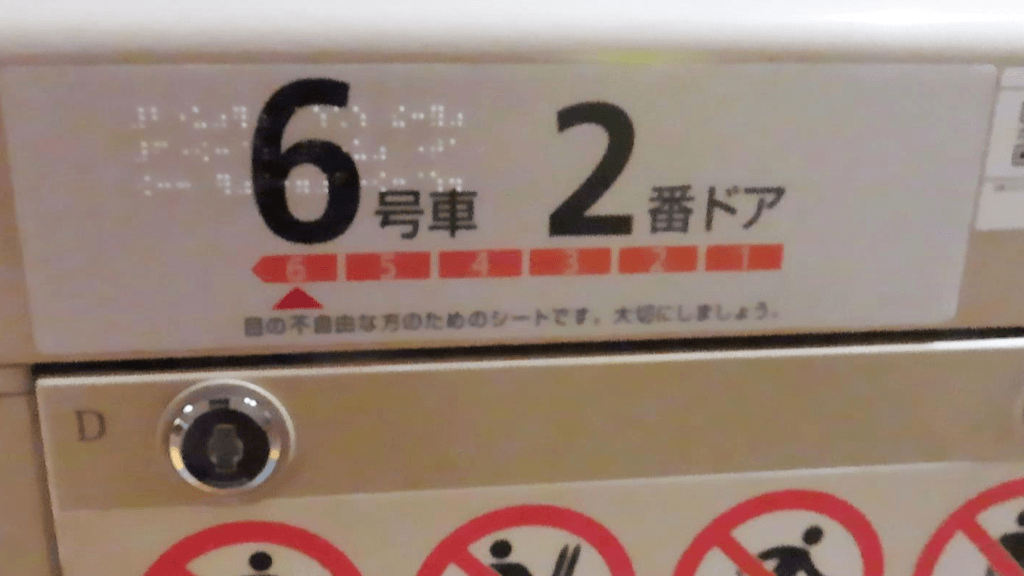 6号車 2番ドア
6 5 4 3 2 1
目の不自由な方のためのシートです。大切にしましょう。
D